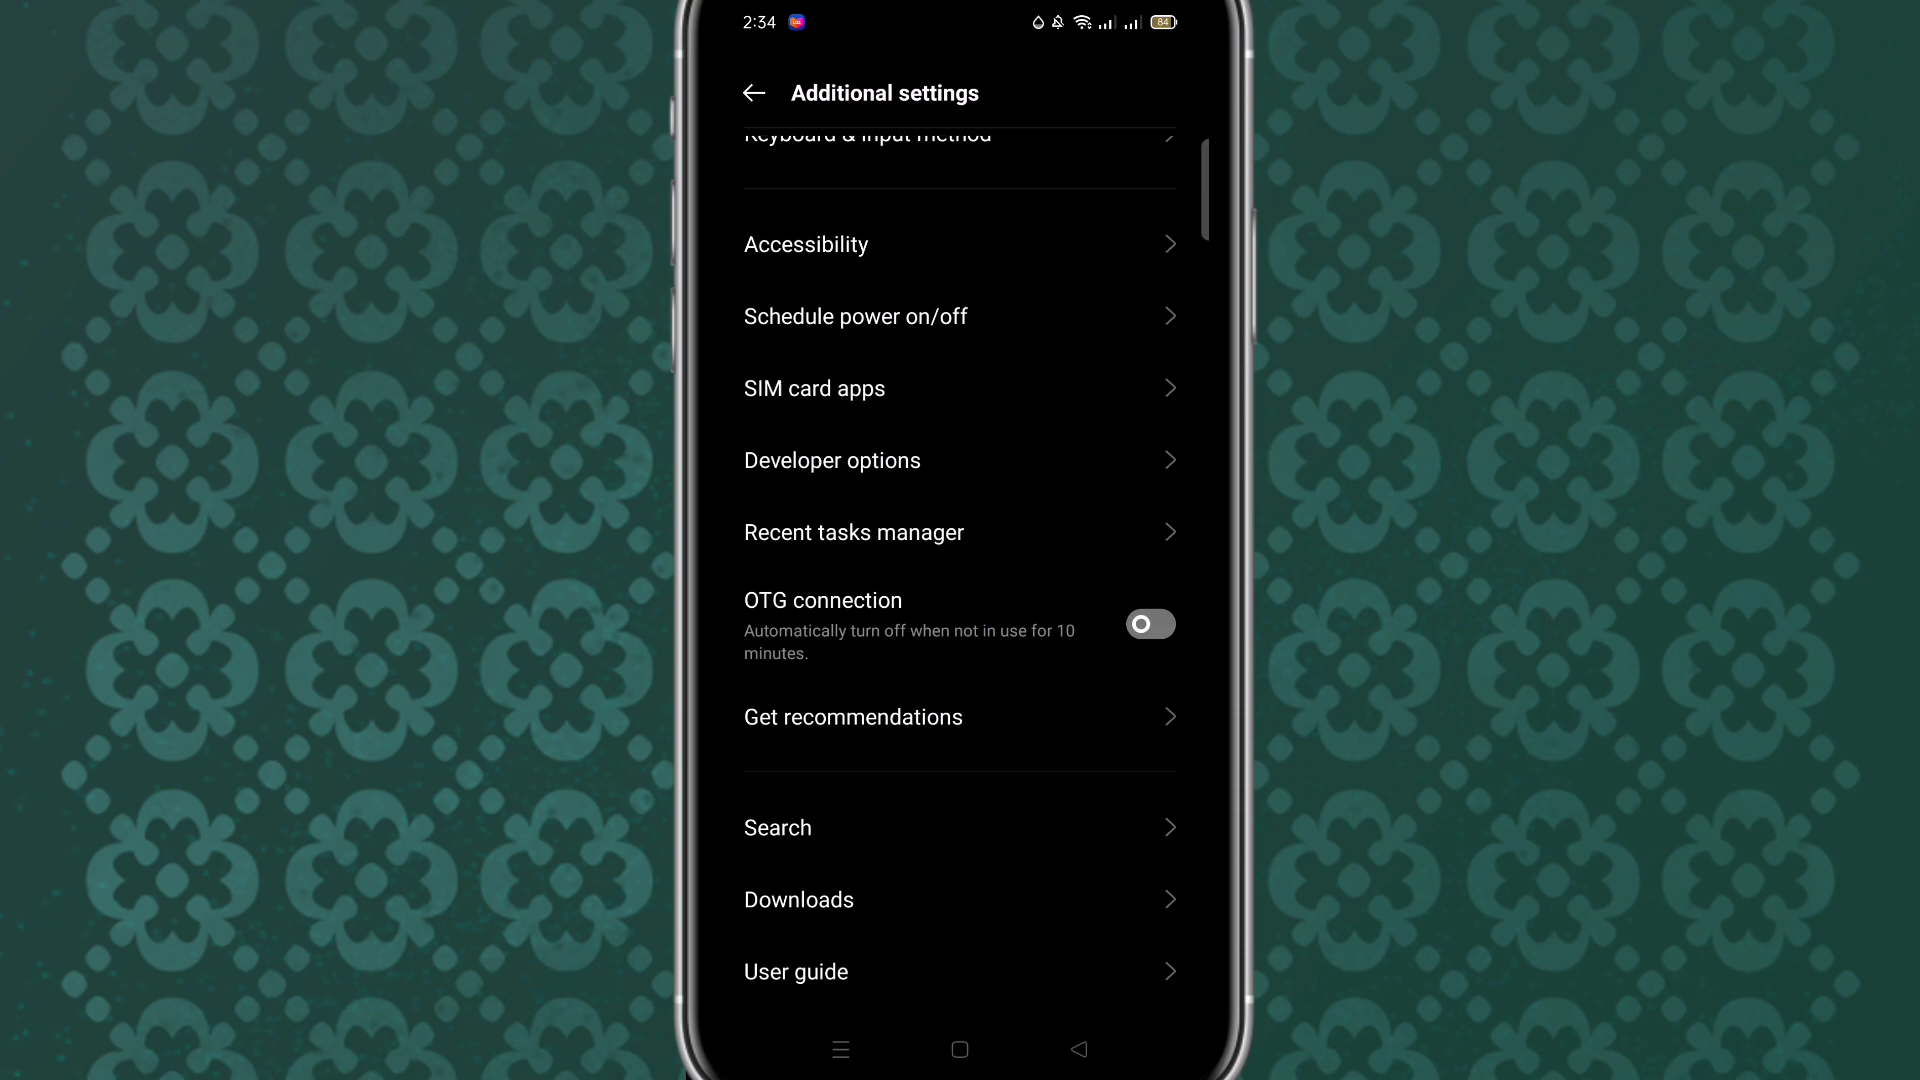 2:34
84
Additional settings
Keyboard & input method
Accessibility
Schedule power on/off
SIM card apps
Developer options
Recent tasks manager
OTG connection
Automatically turn off when not in use for 10
minutes.
Get recommendations
Search
Downloads
User guide